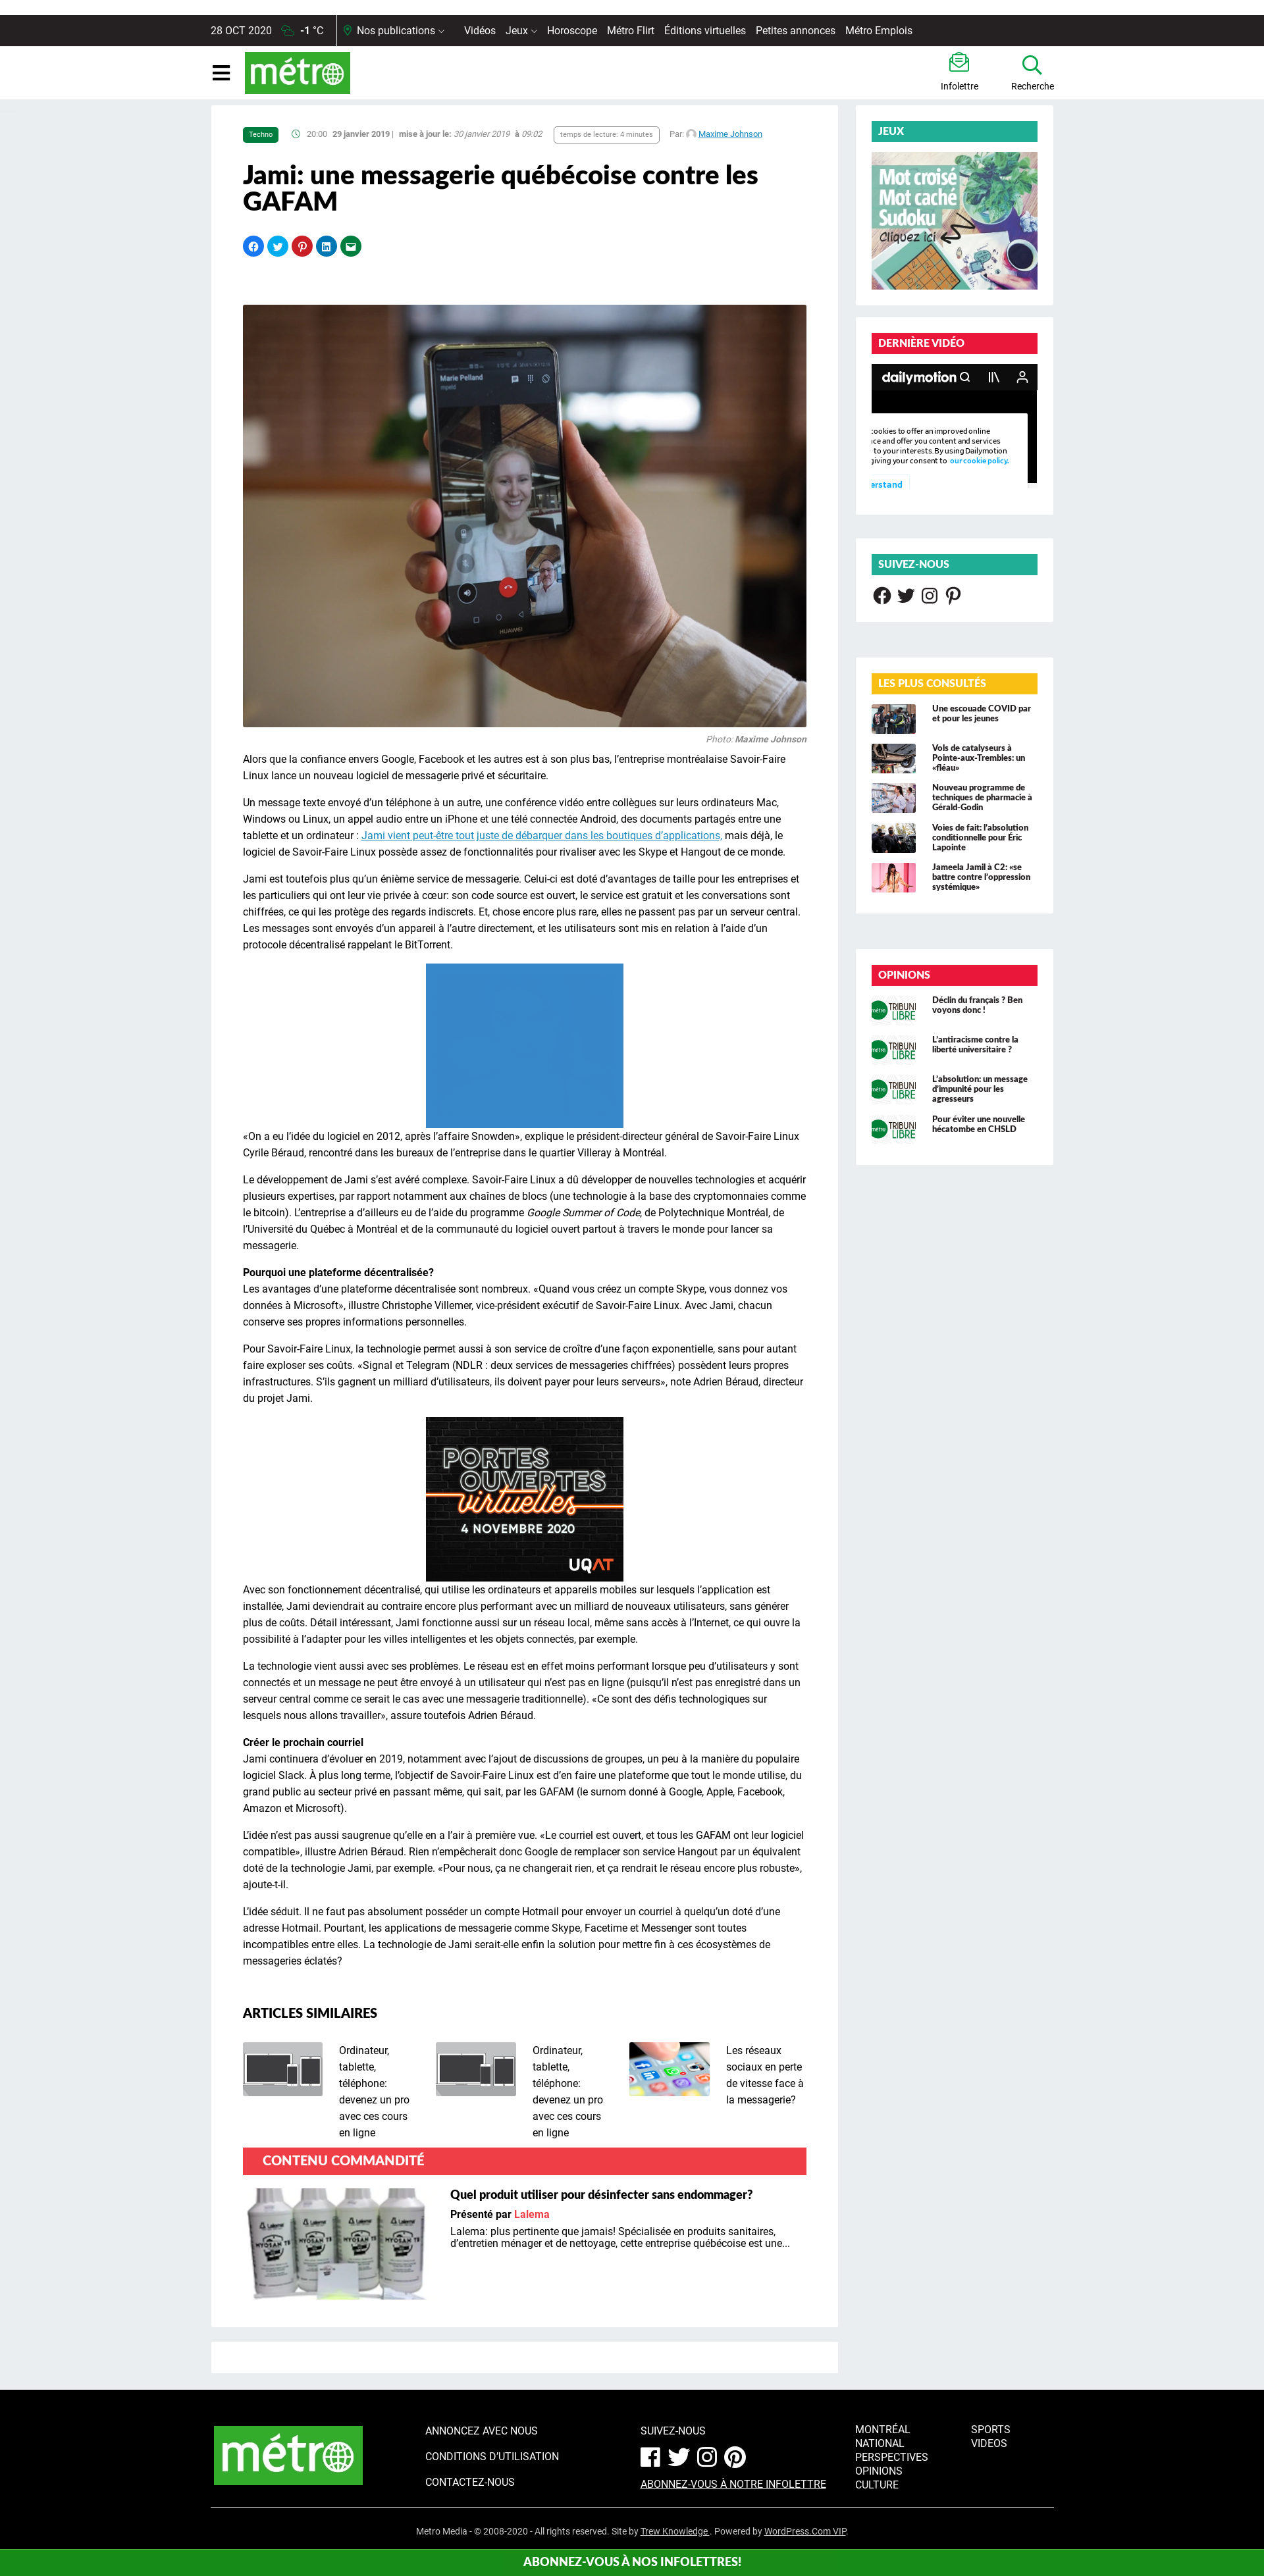 28 OCT 2020 -1 °C Nos publications Vidéos Jeux Horoscope Métro Flirt Éditions virtuelles Petites annonces Métro Emplois
métro
Infolettre
Recherche
Techno 20:00 29 janvier 2019 | mise à jour le: 30 janvier 2019 à 09:02 temps de lecture: 4 minutes Par: Maxime Johnson
Jami: une messagerie québécoise contre les
GAFAM
Marie Pelland
mpelld
HUAWEI
Photo: Maxime Johnson
Alors que la confiance envers Google, Facebook et les autres est à son plus bas, l’entreprise montréalaise Savoir-Faire
Linux lance un nouveau logiciel de messagerie privé et sécuritaire.
Un message texte envoyé d’un téléphone à un autre, une conférence vidéo entre collègues sur leurs ordinateurs Mac,
Windows ou Linux, un appel audio entre un iPhone et une télé connectée Android, des documents partagés entre une
tablette et un ordinateur : Jami vient peut-être tout juste de débarquer dans les boutiques d’applications, mais déjà, le
logiciel de Savoir-Faire Linux possède assez de fonctionnalités pour rivaliser avec les Skype et Hangout de ce monde.
Jami est toutefois plus qu’un énième service de messagerie. Celui-ci est doté d’avantages de taille pour les entreprises et
les particuliers qui ont leur vie privée à cœur: son code source est ouvert, le service est gratuit et les conversations sont
chiffrées, ce qui les protège des regards indiscrets. Et, chose encore plus rare, elles ne passent pas par un serveur central.
Les messages sont envoyés d’un appareil à l’autre directement, et les utilisateurs sont mis en relation à l’aide d’un
protocole décentralisé rappelant le BitTorrent.
«On a eu l’idée du logiciel en 2012, après l’affaire Snowden», explique le président-directeur général de Savoir-Faire Linux
Cyrile Béraud, rencontré dans les bureaux de l’entreprise dans le quartier Villeray à Montréal.
Le développement de Jami s’est avéré complexe. Savoir-Faire Linux a dû développer de nouvelles technologies et acquérir
plusieurs expertises, par rapport notamment aux chaînes de blocs (une technologie à la base des cryptomonnaies comme
le bitcoin). L’entreprise a d’ailleurs eu de l’aide du programme Google Summer of Code, de Polytechnique Montréal, de
l’Université du Québec à Montréal et de la communauté du logiciel ouvert partout à travers le monde pour lancer sa
messagerie.
Pourquoi une plateforme décentralisée?
Les avantages d’une plateforme décentralisée sont nombreux. «Quand vous créez un compte Skype, vous donnez vos
données à Microsoft», illustre Christophe Villemer, vice-président exécutif de Savoir-Faire Linux. Avec Jami, chacun
conserve ses propres informations personnelles.
Pour Savoir-Faire Linux, la technologie permet aussi à son service de croître d’une façon exponentielle, sans pour autant
faire exploser ses coûts. «Signal et Telegram (NDLR : deux services de messageries chiffrées) possèdent leurs propres
infrastructures. S’ils gagnent un milliard d’utilisateurs, ils doivent payer pour leurs serveurs», note Adrien Béraud, directeur
du projet Jami.
PORTES
OUVERTES
virtuelles
4 NOVEMBRE 2020
UQAT
Avec son fonctionnement décentralisé, qui utilise les ordinateurs et appareils mobiles sur lesquels l’application est
installée, Jami deviendrait au contraire encore plus performant avec un milliard de nouveaux utilisateurs, sans générer
plus de coûts. Détail intéressant, Jami fonctionne aussi sur un réseau local, même sans accès à l’Internet, ce qui ouvre la
possibilité à l’adapter pour les villes intelligentes et les objets connectés, par exemple.
La technologie vient aussi avec ses problèmes. Le réseau est en effet moins performant lorsque peu d’utilisateurs y sont
connectés et un message ne peut être envoyé à un utilisateur qui n’est pas en ligne (puisqu’il n’est pas enregistré dans un
serveur central comme ce serait le cas avec une messagerie traditionnelle). «Ce sont des défis technologiques sur
lesquels nous allons travailler», assure toutefois Adrien Béraud.
Créer le prochain courriel
Jami continuera d’évoluer en 2019, notamment avec l’ajout de discussions de groupes, un peu à la manière du populaire
logiciel Slack. À plus long terme, l’objectif de Savoir-Faire Linux est d’en faire une plateforme que tout le monde utilise, du
grand public au secteur privé en passant même, qui sait, par les GAFAM (le surnom donné à Google, Apple, Facebook,
Amazon et Microsoft).
L’idée n’est pas aussi saugrenue qu’elle en a l’air à première vue. «Le courriel est ouvert, et tous les GAFAM ont leur logiciel
compatible», illustre Adrien Béraud. Rien n’empêcherait donc Google de remplacer son service Hangout par un équivalent
doté de la technologie Jami, par exemple. «Pour nous, ça ne changerait rien, et ça rendrait le réseau encore plus robuste»,
ajoute-t-il.
L’idée séduit. Il ne faut pas absolument posséder un compte Hotmail pour envoyer un courriel à quelqu’un doté d’une
adresse Hotmail. Pourtant, les applications de messagerie comme Skype, Facetime et Messenger sont toutes
incompatibles entre elles. La technologie de Jami serait-elle enfin la solution pour mettre fin à ces écosystèmes de
messageries éclatés?
ARTICLES SIMILAIRES
Ordinateur,
tablette,
téléphone:
devenez un pro
avec ces cours
en ligne
Ordinateur,
tablette,
téléphone:
devenez un pro
avec ces cours
en ligne
Les réseaux
sociaux en perte
de vitesse face à
la messagerie?
CONTENU COMMANDITÉ
Quel produit utiliser pour désinfecter sans endommager?
Présenté par Lalema
Lalema: plus pertinente que jamais! Spécialisée en produits sanitaires,
d’entretien ménager et de nettoyage, cette entreprise québécoise est une...
JEUX
Mot croisé
Mot caché
Sudoku
Cliquez ici
DERNIÈRE VIDÉO
dailymotion
cookies to offer an improved online
ce and offer you content and services
to your interests. By using Dailymotion
giving your consent to our cookie policy.
erstand
SUIVEZ-NOUS
LES PLUS CONSULTÉS
Une escouade COVID par
et pour les jeunes
Vols de catalyseurs à
Pointe-aux-Trembles: un
«fléau»
Nouveau programme de
techniques de pharmacie à
Gérald-Godin
Voies de fait: l’absolution
conditionnelle pour Éric
Lapointe
Jameela Jamil à C2: «se
battre contre l’oppression
systémique»
OPINIONS
métro TRIBUNE LIBRE
Déclin du français ? Ben
voyons donc !
métro TRIBUNE LIBRE
L’antiracisme contre la
liberté universitaire ?
métro TRIBUNE LIBRE
L’absolution: un message
d’impunité pour les
agresseurs
métro TRIBUNE LIBRE
Pour éviter une nouvelle
hécatombe en CHSLD
métro
ANNONCEZ AVEC NOUS
CONDITIONS D’UTILISATION
CONTACTEZ-NOUS
SUIVEZ-NOUS
ABONNEZ-VOUS À NOTRE INFOLETTRE
MONTRÉAL
NATIONAL
PERSPECTIVES
OPINIONS
CULTURE
SPORTS
VIDEOS
Metro Media - © 2008-2020 - All rights reserved. Site by Trew Knowledge . Powered by WordPress.Com VIP.
ABONNEZ-VOUS À NOS INFOLETTRES!